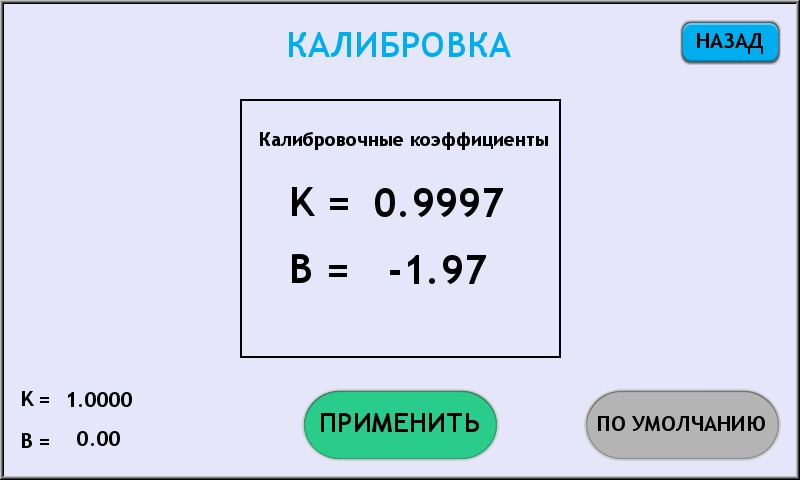 КАЛИБРОВКА
НАЗАД
Калибровочные коэффициенты
K = 0.9997
B = -1.97
K = 1.0000
B = 0.00
ПРИМЕНИТЬ
ПО УМОЛЧАНИЮ